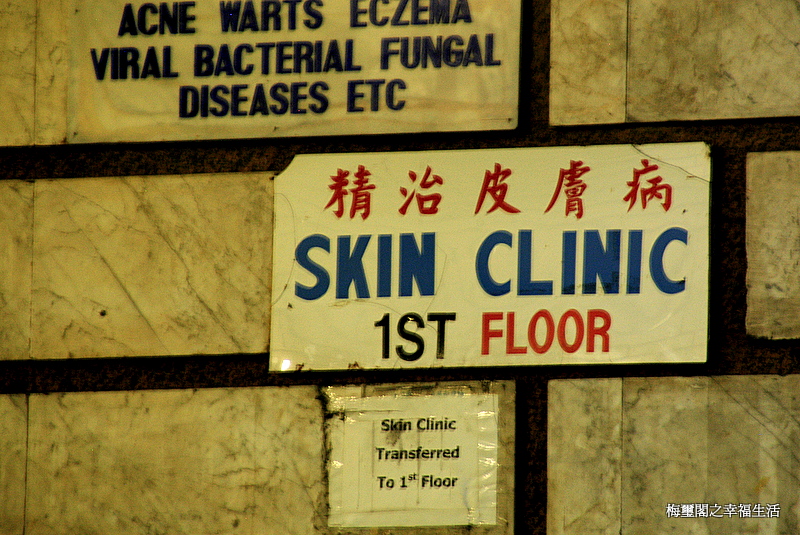 ACNE WARTS ECZEMA
VIRAL BACTERIAL FUNGAL
DISEASES ETC
精治皮膚病
SKIN CLINIC
1ST FLOOR
Skin Clinic
Transferred
To 1st Floor
梅璽閣之幸福生活